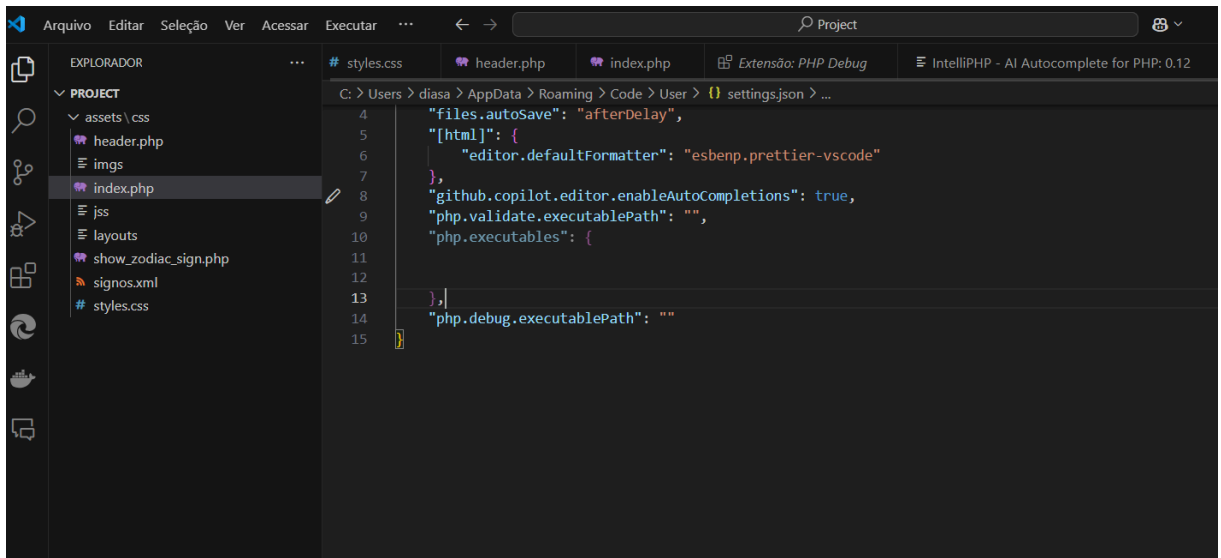 Arquivo Editar Seleção Ver Acessar Executar ··· ← → Project
EXPLORADOR ···
PROJECT
assets \ css
header.php
imgs
index.php
jss
layouts
show_zodiac_sign.php
signos.xml
# styles.css
# styles.css header.php index.php Extensão: PHP Debug IntelliPHP - AI Autocomplete for PHP: 0.12
C: > Users > diasa > AppData > Roaming > Code > User > {} settings.json > ...
4 "files.autoSave": "afterDelay",
5 "[html]": {
6 "editor.defaultFormatter": "esbenp.prettier-vscode"
7 },
8 "github.copilot.editor.enableAutoCompletions": true,
9 "php.validate.executablePath": "",
10 "php.executables": {
11
12
13 },
14 "php.debug.executablePath": ""
15 }